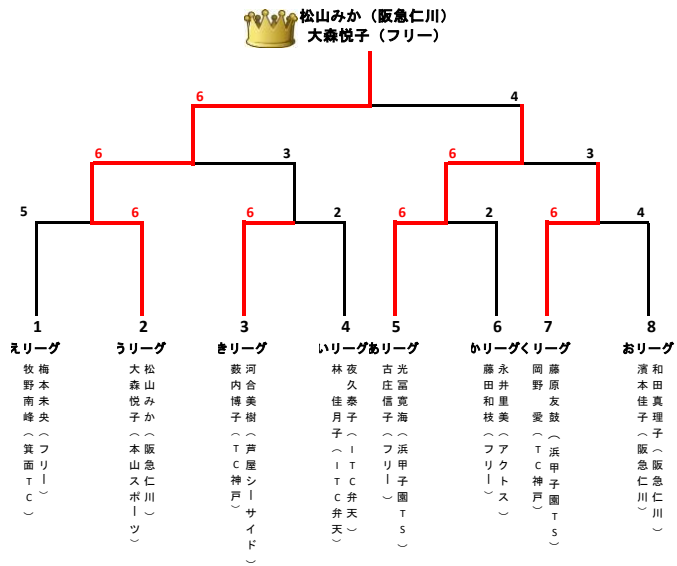 松山みか（阪急仁川）
大森悦子（フリー）
6
4
6
3
6
3
5
6
6
2
6
2
6
4
1
2
3
4
5
6
7
8
えリーグ
うリーグ
きリーグ
いリーグ
あリーグ
かリーグ
くリーグ
おリーグ
梅本未央（フリー）
牧野南峰（箕面TC）
松山みか（阪急仁川）
大森悦子（本山スポーツ）
河合美樹（芦屋シーサイド）
薮内博子（TC神戸）
夜久泰子（ITC弁天）
林　佳月子（ITC弁天）
光冨寛海（浜甲子園TS）
古庄信子（フリー）
永井里美（アクトス）
藤田和枝（フリー）
藤原友鼓（浜甲子園TS）
岡野　愛（TC神戸）
和田真理子（阪急仁川）
濱本佳子（阪急仁川）